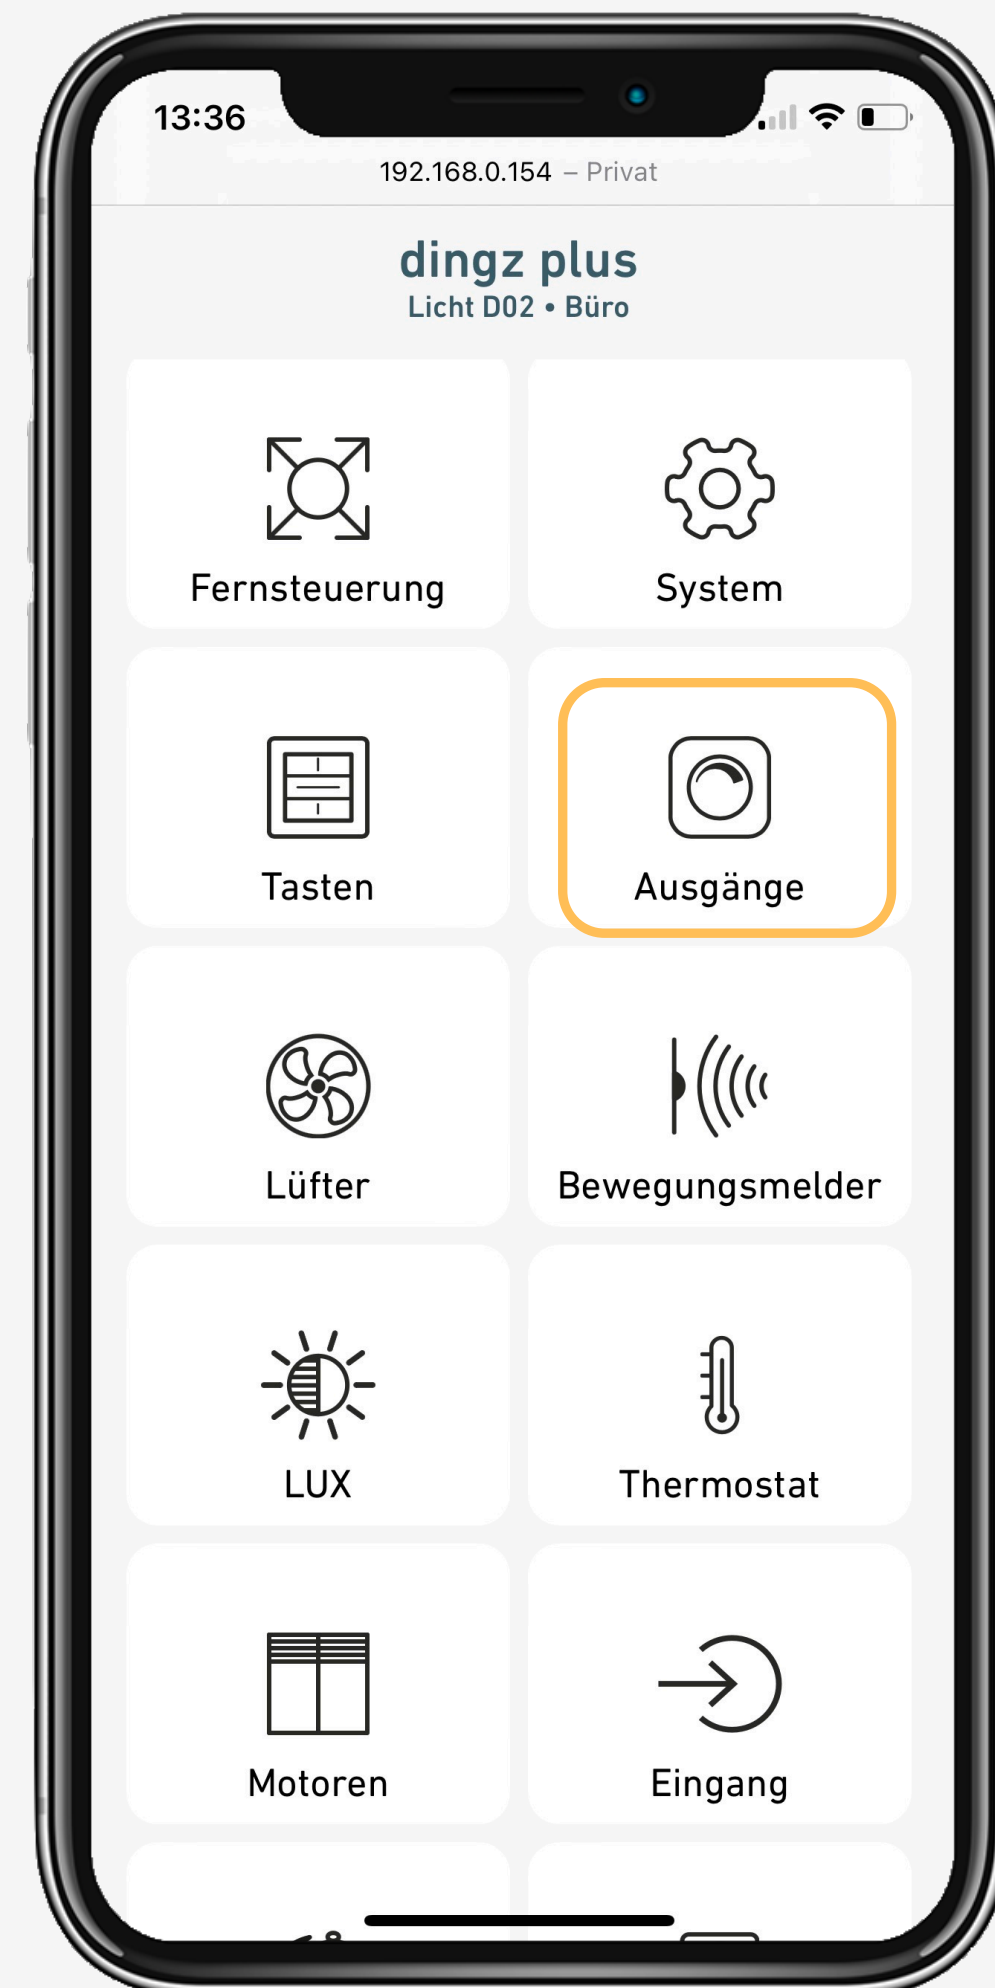 13:36
192.168.0.154 – Privat
dingz plus
Licht D02 • Büro
Fernsteuerung
System
Tasten
Ausgänge
Lüfter
Bewegungsmelder
LUX
Thermostat
Motoren
Eingang